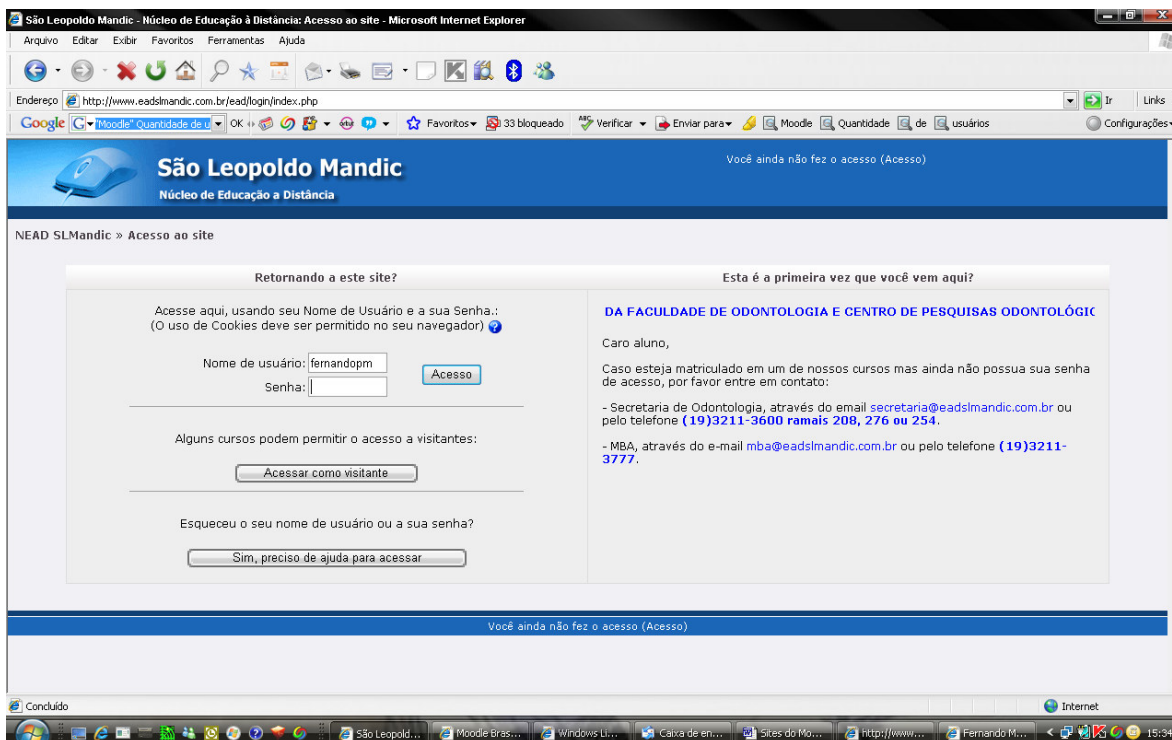 São Leopoldo Mandic - Núcleo de Educação à Distância: Acesso ao site - Microsoft Internet Explorer
Arquivo Editar Exibir Favoritos Ferramentas Ajuda
Endereço http://www.eadslmandic.com.br/ead/login/index.php Ir Links
Google "Moodle" Quantidade de u OK Favoritos 33 bloqueado Verificar Enviar para Moodle Quantidade de usuários Configurações
São Leopoldo Mandic
Núcleo de Educação a Distância
Você ainda não fez o acesso (Acesso)
NEAD SLMandic » Acesso ao site
Retornando a este site?
Acesse aqui, usando seu Nome de Usuário e a sua Senha.:
(O uso de Cookies deve ser permitido no seu navegador)
Nome de usuário: fernandopm
Senha:
Acesso
Alguns cursos podem permitir o acesso a visitantes:
Acessar como visitante
Esqueceu o seu nome de usuário ou a sua senha?
Sim, preciso de ajuda para acessar
Esta é a primeira vez que você vem aqui?
DA FACULDADE DE ODONTOLOGIA E CENTRO DE PESQUISAS ODONTOLÓGIC
Caro aluno,
Caso esteja matriculado em um de nossos cursos mas ainda não possua sua senha
de acesso, por favor entre em contato:
- Secretaria de Odontologia, através do email secretaria@eadslmandic.com.br ou
pelo telefone (19)3211-3600 ramais 208, 276 ou 254.
- MBA, através do e-mail mba@eadslmandic.com.br ou pelo telefone (19)3211-
3777.
Você ainda não fez o acesso (Acesso)
Concluído Internet
São Leopold... Moodle Bras... Windows Li... Caixa de en... Sites do Mo... http://www... Fernando M... 15:34